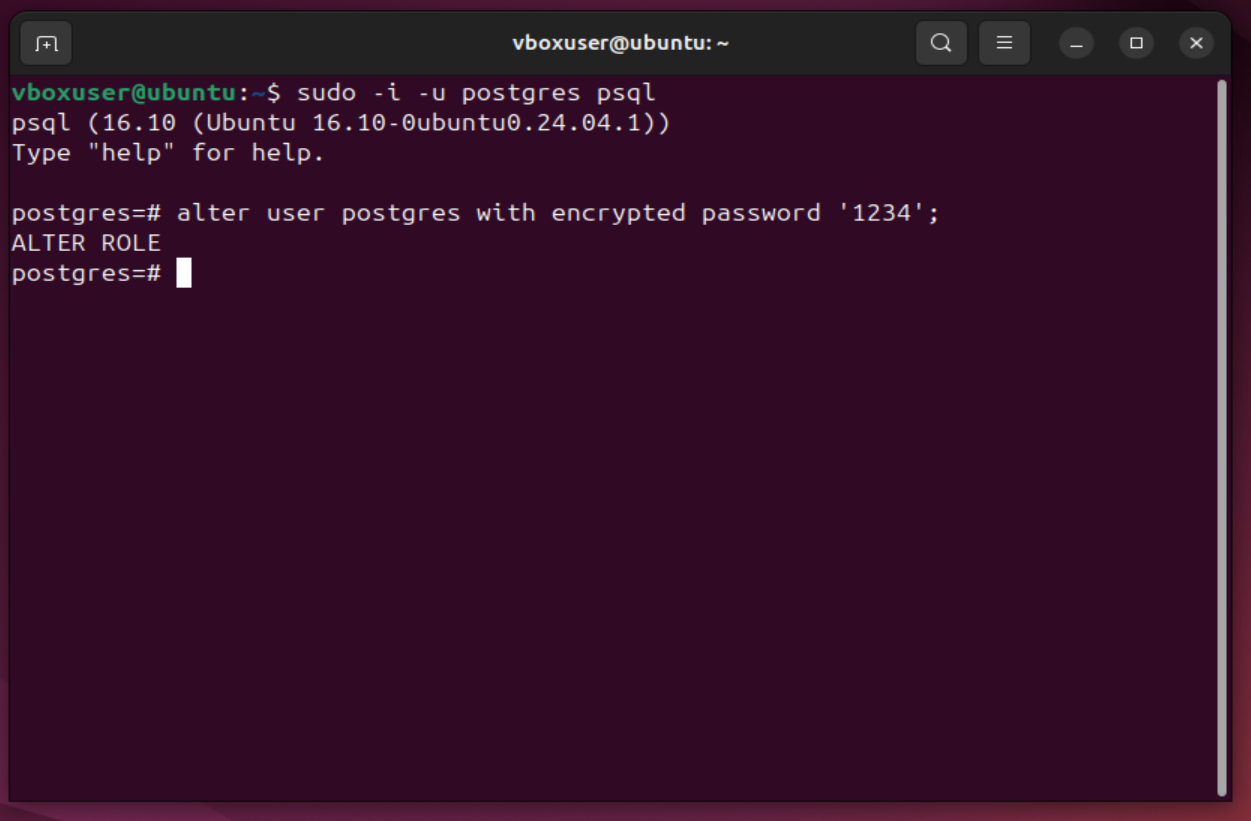 vboxuser@ubuntu: ~
vboxuser@ubuntu:~$ sudo -i -u postgres psql
psql (16.10 (Ubuntu 16.10-0ubuntu0.24.04.1))
Type "help" for help.
postgres=# alter user postgres with encrypted password '1234';
ALTER ROLE
postgres=#